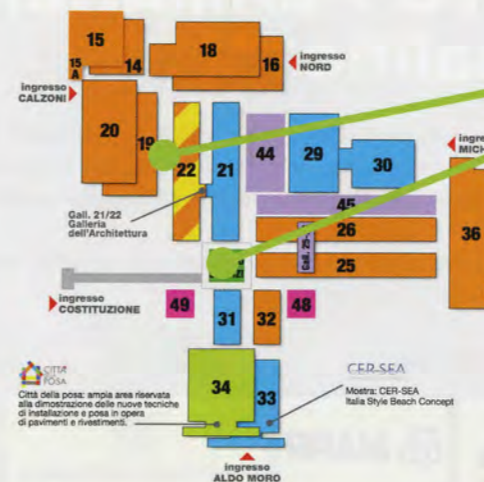 15
14
15
A
18
16
ingresso
NORD
ingresso
CALZONI
20
19
22
21
44
29
30
36
Gall. 21/22
Galleria
dell'Architettura
45
26
25
ingresso
COSTITUZIONE
49
31
32
48
34
33
CITTÀ
POSA
Città della posa: ampia area riservata
alla dimostrazione delle nuove tecniche
di installazione e posa in opera
di pavimenti e rivestimenti.
CER-SEA
Mostra: CER-SEA
Italia Style Beach Concept
ingresso
ALDO MORO